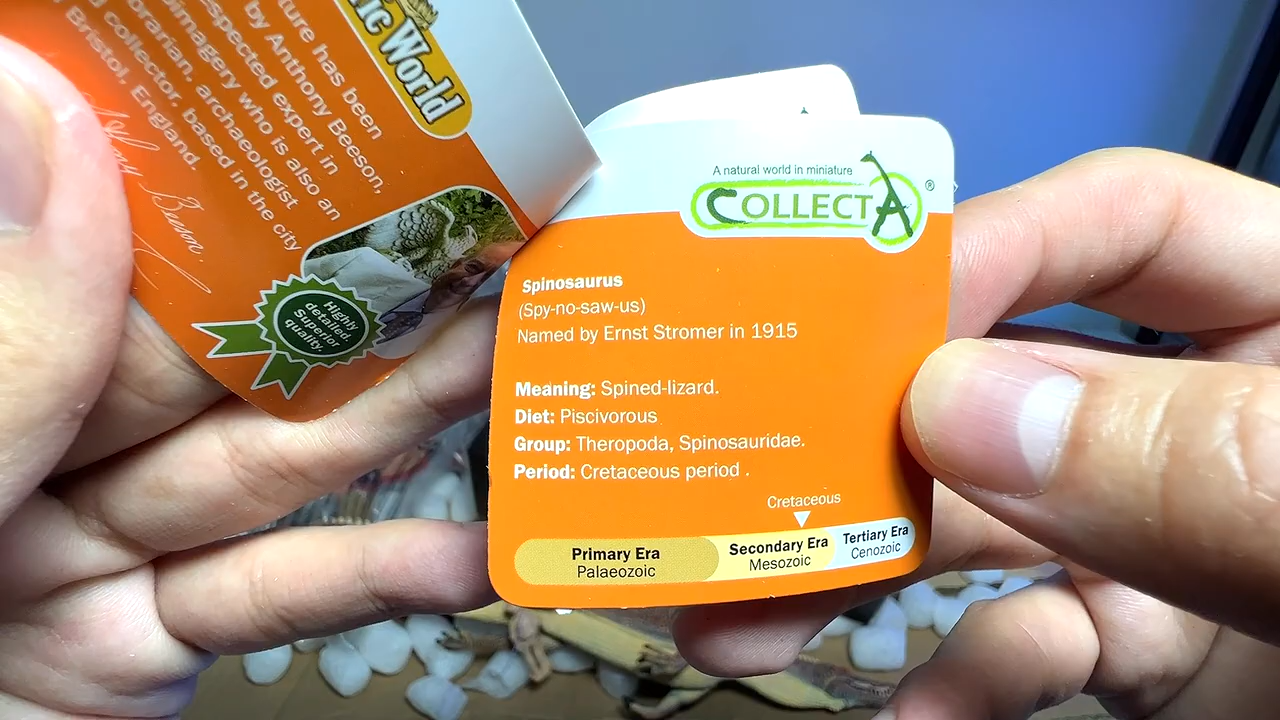 World
ture has been
by Anthony Beeson,
expert in
imagery who is also an
archaeologist
collector, based in the city
Bristol, England.
Highly
detailed.
Superior
quality.
A natural world in miniature
COLLECTA ®
Spinosaurus
(Spy-no-saw-us)
Named by Ernst Stromer in 1915
Meaning: Spined-lizard.
Diet: Piscivorous
Group: Theropoda, Spinosauridae.
Period: Cretaceous period .
Cretaceous
Primary Era
Palaeozoic
Secondary Era
Mesozoic
Tertiary Era
Cenozoic